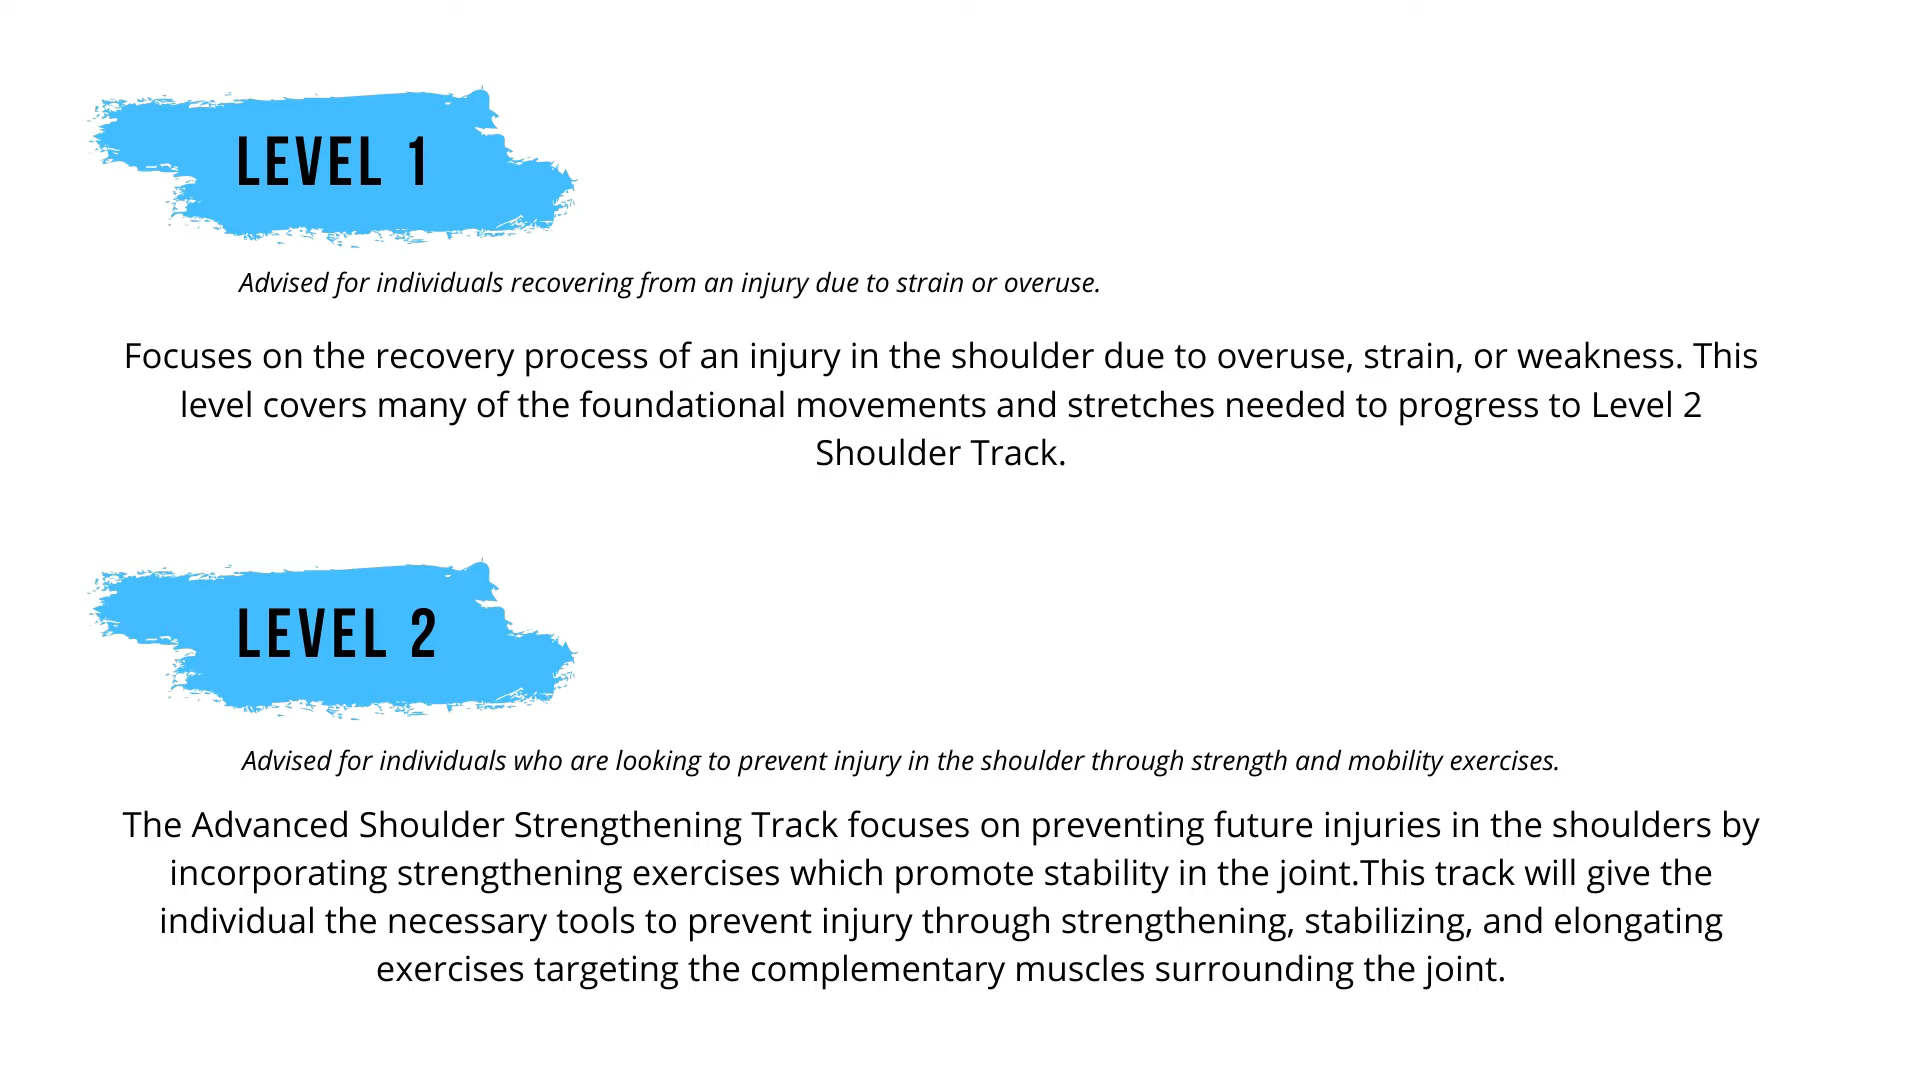 LEVEL 1
Advised for individuals recovering from an injury due to strain or overuse.
Focuses on the recovery process of an injury in the shoulder due to overuse, strain, or weakness. This
level covers many of the foundational movements and stretches needed to progress to Level 2
Shoulder Track.
LEVEL 2
Advised for individuals who are looking to prevent injury in the shoulder through strength and mobility exercises.
The Advanced Shoulder Strengthening Track focuses on preventing future injuries in the shoulders by
incorporating strengthening exercises which promote stability in the joint.This track will give the
individual the necessary tools to prevent injury through strengthening, stabilizing, and elongating
exercises targeting the complementary muscles surrounding the joint.